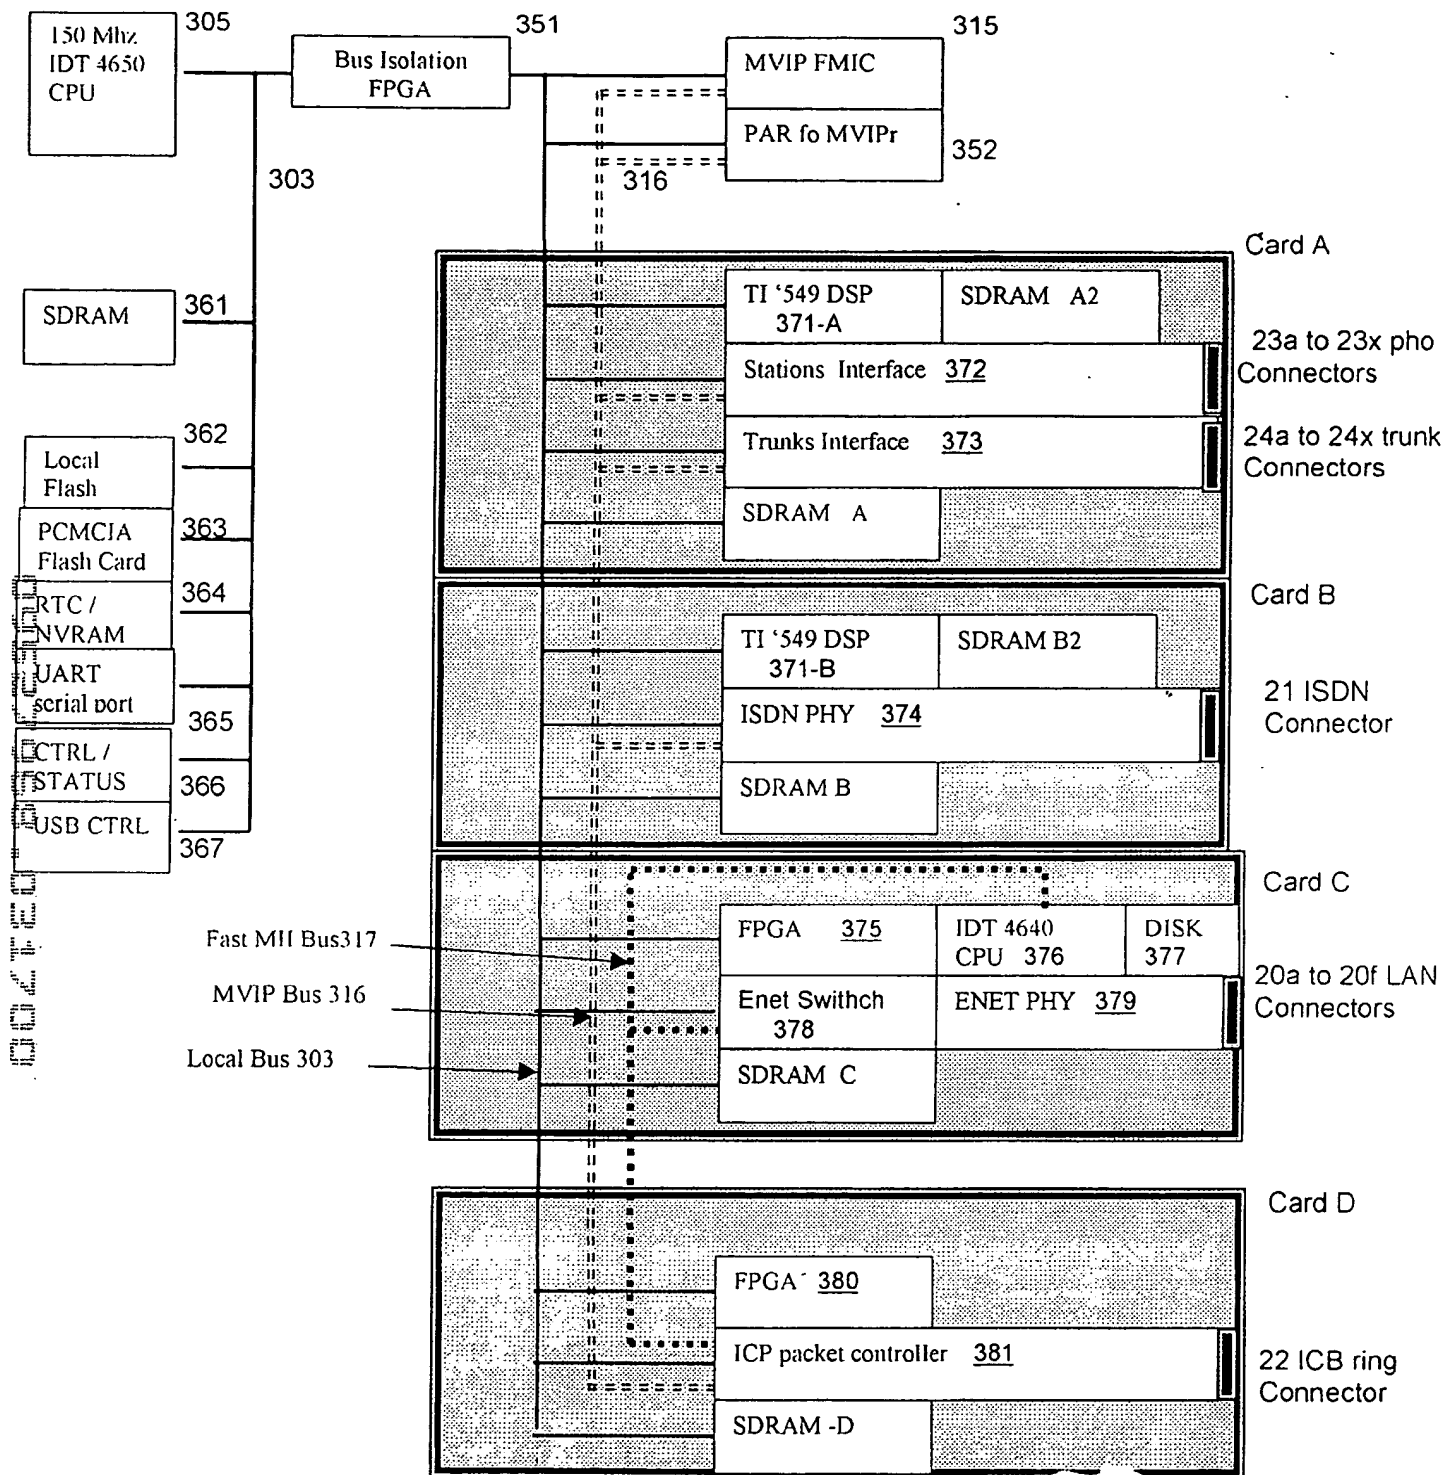 150 Mhz
IDT 4650
CPU
305
Bus Isolation
FPGA
351
MVIP FMIC
315
PAR fo MVIPr
352
303
316
SDRAM
361
Local
Flash
362
PCMCIA
Flash Card
363
RTC /
NVRAM
364
UART
serial port
365
CTRL /
STATUS
366
USB CTRL
367
Card A
TI '549 DSP
371-A
SDRAM A2
Stations Interface 372
23a to 23x pho
Connectors
Trunks Interface 373
24a to 24x trunk
Connectors
SDRAM A
Card B
TI '549 DSP
371-B
SDRAM B2
ISDN PHY 374
21 ISDN
Connector
SDRAM B
Card C
Fast MII Bus317
MVIP Bus 316
Local Bus 303
FPGA 375
IDT 4640
CPU 376
DISK
377
Enet Swithch
378
ENET PHY 379
20a to 20f LAN
Connectors
SDRAM C
Card D
FPGA 380
ICP packet controller 381
22 ICB ring
Connector
SDRAM -D